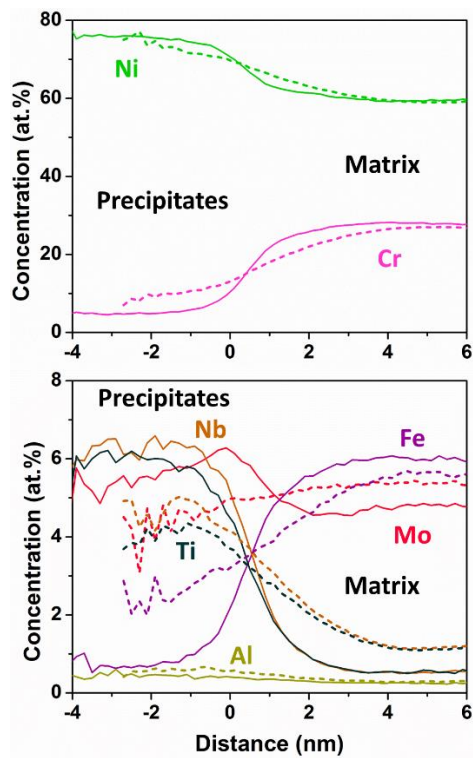 80
60
40
20
0
Concentration (at.%)
Ni
Matrix
Precipitates
Cr
-4 -2 0 2 4 6
8
6
4
2
0
Concentration (at.%)
Precipitates
Nb
Fe
Mo
Ti
Matrix
Al
-4 -2 0 2 4 6
Distance (nm)